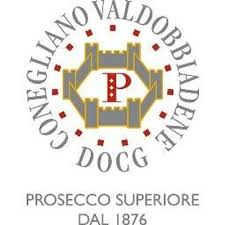 CONEGLIANO VALDOBBIADENE
DOCG
P
PROSECCO SUPERIORE
DAL 1876